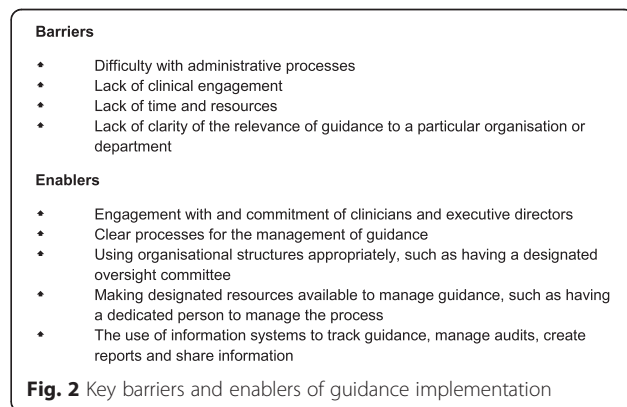 Barriers
Difficulty with administrative processes
Lack of clinical engagement
Lack of time and resources
Lack of clarity of the relevance of guidance to a particular organisation or
department
Enablers
Engagement with and commitment of clinicians and executive directors
Clear processes for the management of guidance
Using organisational structures appropriately, such as having a designated
oversight committee
Making designated resources available to manage guidance, such as having
a dedicated person to manage the process
The use of information systems to track guidance, manage audits, create
reports and share information
Fig. 2 Key barriers and enablers of guidance implementation